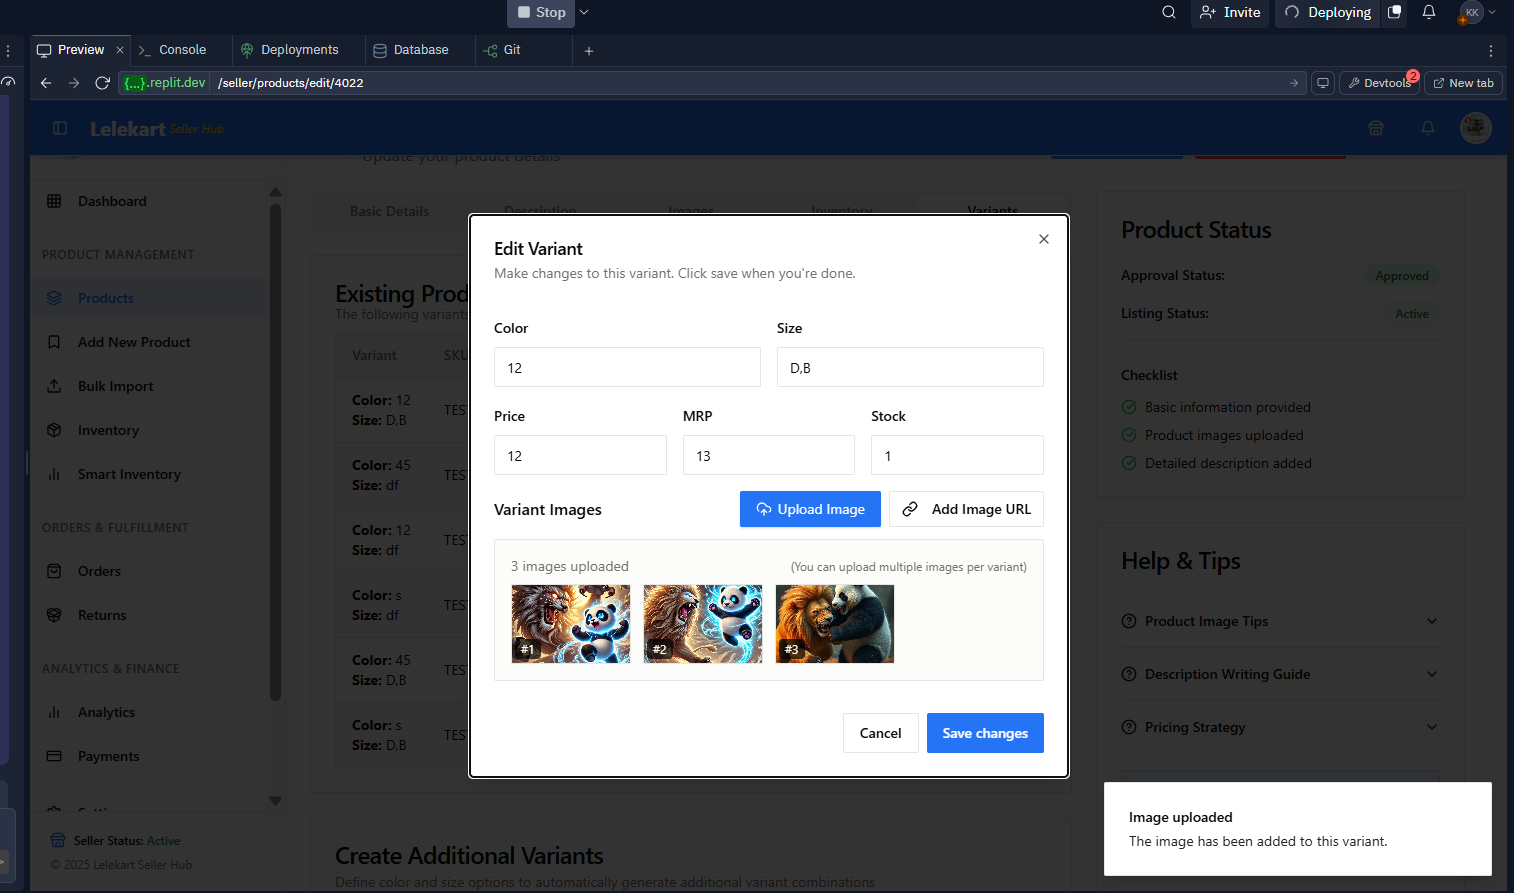 Stop
Invite
Deploying
KK
Preview
Console
Deployments
Database
Git
{...}.replit.dev
/seller/products/edit/4022
Devtools
2
New tab
Lelekart Seller Hub
Update your product details
Dashboard
PRODUCT MANAGEMENT
Products
Add New Product
Bulk Import
Inventory
Smart Inventory
ORDERS & FULFILLMENT
Orders
Returns
ANALYTICS & FINANCE
Analytics
Payments
Seller Status: Active
© 2025 Lelekart Seller Hub
Basic Details
Description
Images
Inventory
Variants
Existing Prod
The following variants
Variant
SKU
Color: 12
Size: D,B
TES
Color: 45
Size: df
TES
Color: 12
Size: df
TES
Color: s
Size: df
TES
Color: 45
Size: D,B
TES
Color: s
Size: D,B
TES
Create Additional Variants
Define color and size options to automatically generate additional variant combinations
Edit Variant
Make changes to this variant. Click save when you're done.
Color
Size
12
D,B
Price
MRP
Stock
12
13
1
Variant Images
Upload Image
Add Image URL
3 images uploaded
(You can upload multiple images per variant)
#1
#2
#3
Cancel
Save changes
Product Status
Approval Status:
Approved
Listing Status:
Active
Checklist
Basic information provided
Product images uploaded
Detailed description added
Help & Tips
Product Image Tips
Description Writing Guide
Pricing Strategy
Image uploaded
The image has been added to this variant.